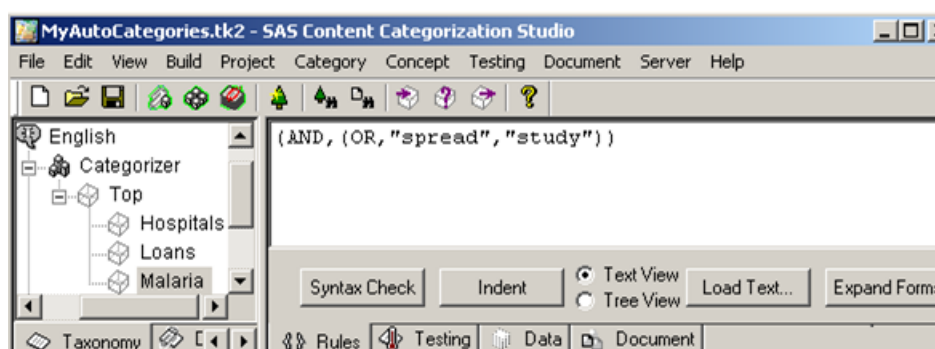 MyAutoCategories.tk2 - SAS Content Categorization Studio
File Edit View Build Project Category Concept Testing Document Server Help
English
Categorizer
Top
Hospitals
Loans
Malaria
(AND,(OR,"spread","study"))
Syntax Check Indent Text View Tree View Load Text... Expand
Taxonomy Rules Testing Data Document